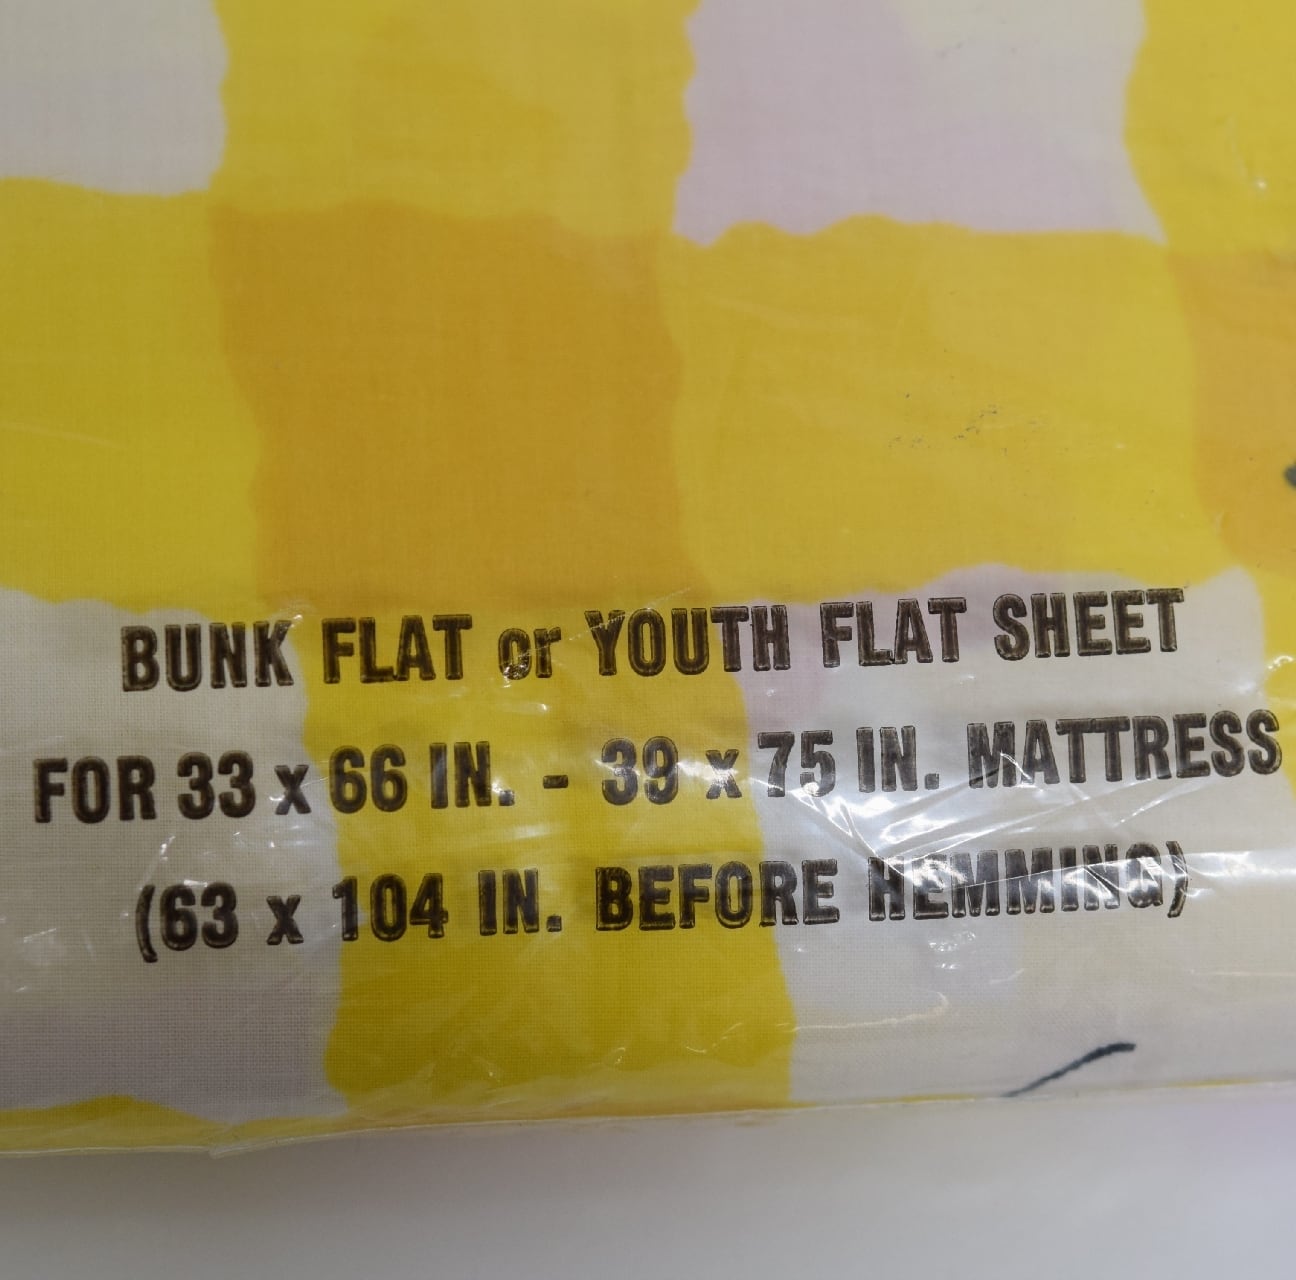 BUNK FLAT or YOUTH FLAT SHEET
FOR 33 x 66 IN. - 39 x 75 IN. MATTRESS
(63 x 104 IN. BEFORE HEMMING)